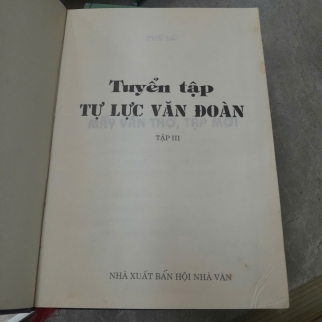 Tuyển tập
TỰ LỰC VĂN ĐOÀN
TẬP III
NHÀ XUẤT BẢN HỘI NHÀ VĂN